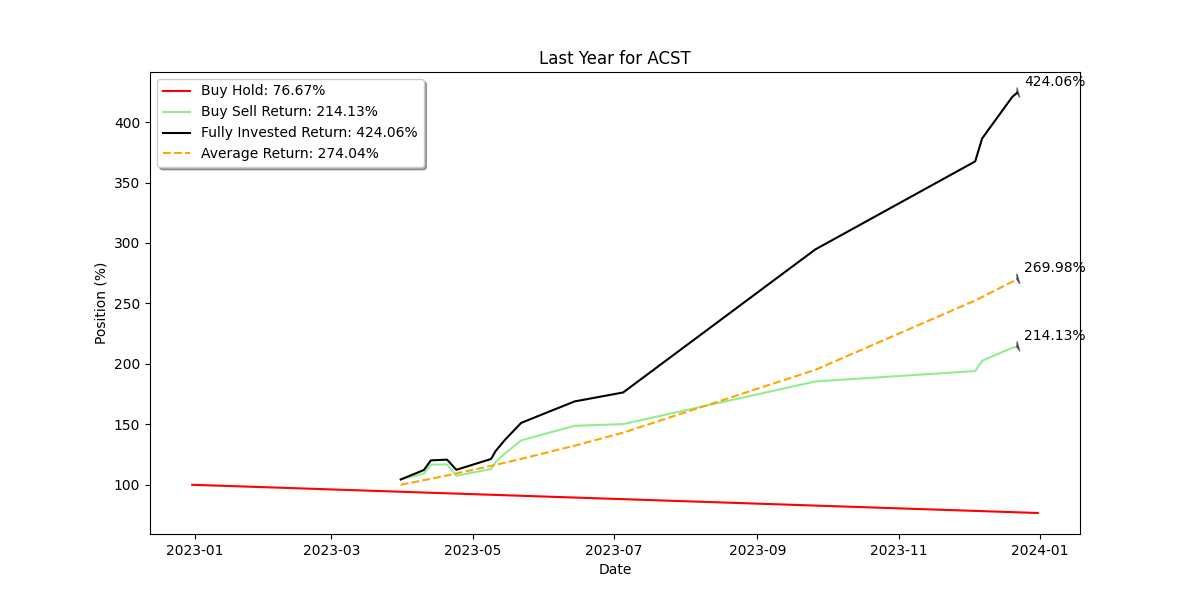 Last Year for ACST
Buy Hold: 76.67%
Buy Sell Return: 214.13%
Fully Invested Return: 424.06%
Average Return: 274.04%
424.06%
269.98%
214.13%
400
350
300
250
200
150
100
Position (%)
2023-01 2023-03 2023-05 2023-07 2023-09 2023-11 2024-01
Date